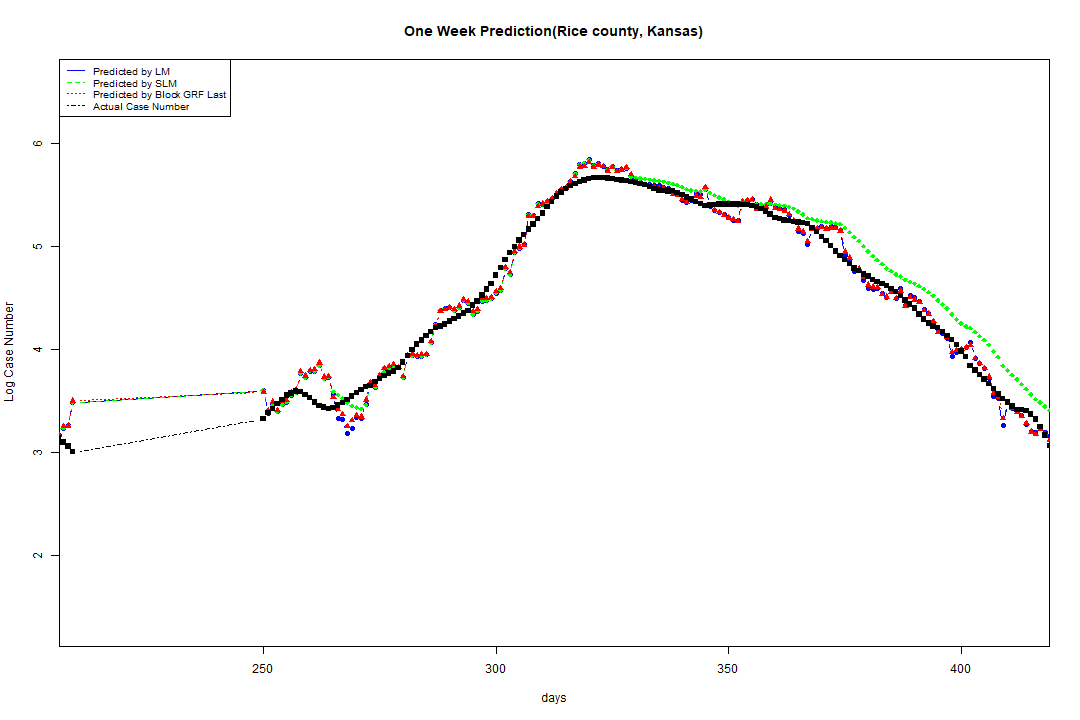 One Week Prediction(Rice county, Kansas)
Predicted by LM
Predicted by SLM
Predicted by Block GRF Last
Actual Case Number
6
5
4
3
2
Log Case Number
250
300
350
400
days